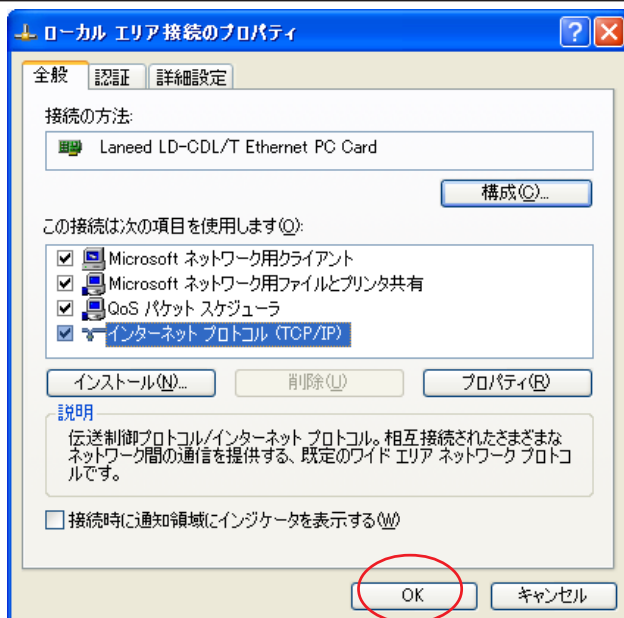 ローカル エリア接続のプロパティ
全般 認証 詳細設定
接続の方法:
Laneed LD-CDL/T Ethernet PC Card
構成(C)...
この接続は次の項目を使用します(O):
Microsoft ネットワーク用クライアント
Microsoft ネットワーク用ファイルとプリンタ共有
QoS パケット スケジューラ
インターネット プロトコル (TCP/IP)
インストール(N)... 削除(U) プロパティ(R)
説明
伝送制御プロトコル/インターネット プロトコル。相互接続されたさまざまな
ネットワーク間の通信を提供する、既定のワイド エリア ネットワーク プロトコ
ルです。
接続時に通知領域にインジケータを表示する(W)
OK キャンセル